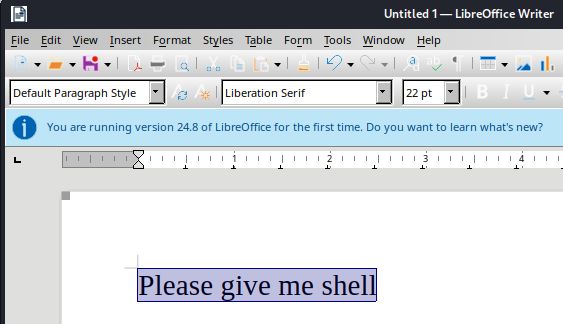 Untitled 1 — LibreOffice Writer
File Edit View Insert Format Styles Table Form Tools Window Help
Default Paragraph Style Liberation Serif 22 pt B I U
You are running version 24.8 of LibreOffice for the first time. Do you want to learn what's new?
1 2 3 4
Please give me shell